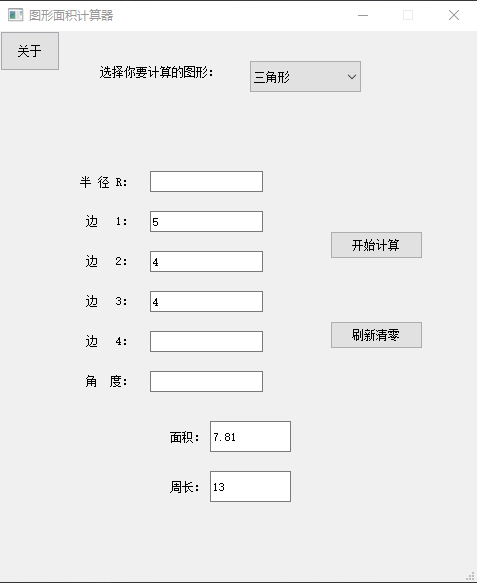 图形面积计算器
关于
选择你要计算的图形: 三角形
半 径 R:
边 1: 5
边 2: 4
开始计算
边 3: 4
边 4:
刷新清零
角 度:
面积: 7.81
周长: 13